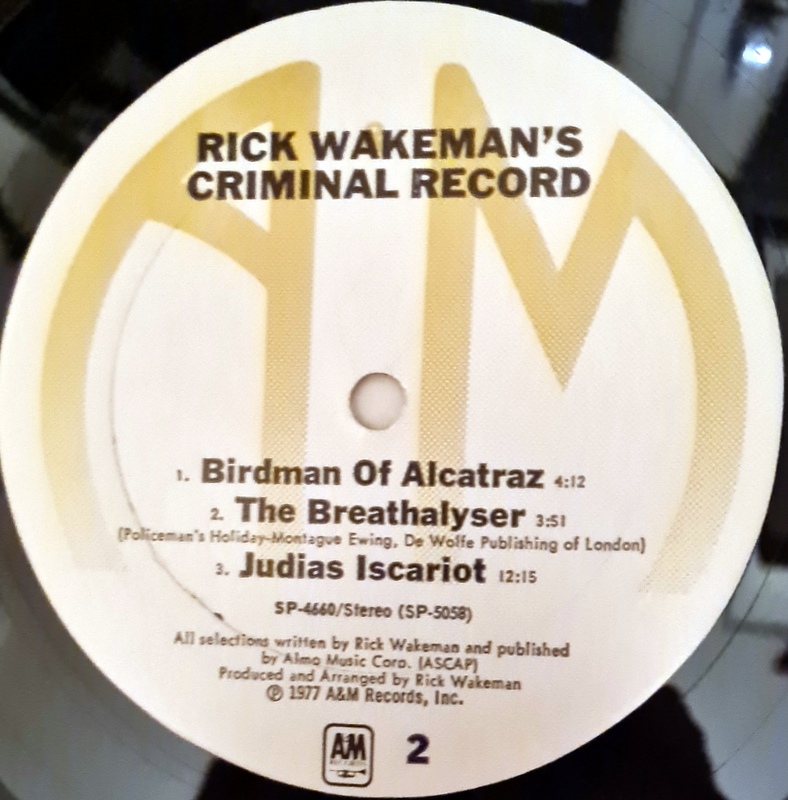 RICK WAKEMAN'S
CRIMINAL RECORD
1. Birdman Of Alcatraz 4:12
2. The Breathalyser 3:51
(Policeman's Holiday-Montague Ewing, De Wolfe Publishing of London)
3. Judias Iscariot 12:15
SP-4660/Stereo (SP-5058)
All selections written by Rick Wakeman and published
by Almo Music Corp. (ASCAP)
Produced and Arranged by Rick Wakeman
℗ 1977 A&M Records, Inc.
A&M
RECORDS
2